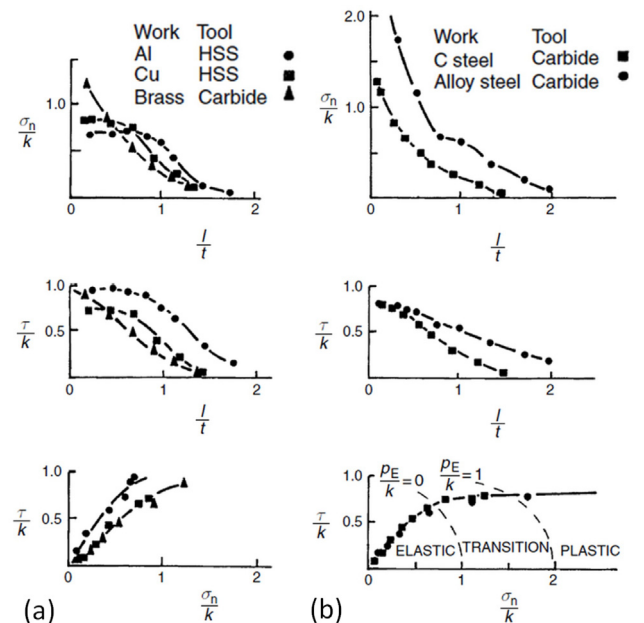 Work Tool
Al HSS
Cu HSS
Brass Carbide
1.0
σn
k
0 1 2
l
t
Work Tool
C steel Carbide
Alloy steel Carbide
2.0
1.0
σn
k
0 1 2
l
t
1.0
τ
k
0.5
0 1 2
l
t
1.0
τ
k
0.5
0 1 2
l
t
1.0
τ
k
0.5
0 1 2
σn
k
(a)
1.0
τ
k
0.5
pE
k
=0
pE
k
=1
ELASTIC TRANSITION PLASTIC
0 1 2
σn
k
(b)